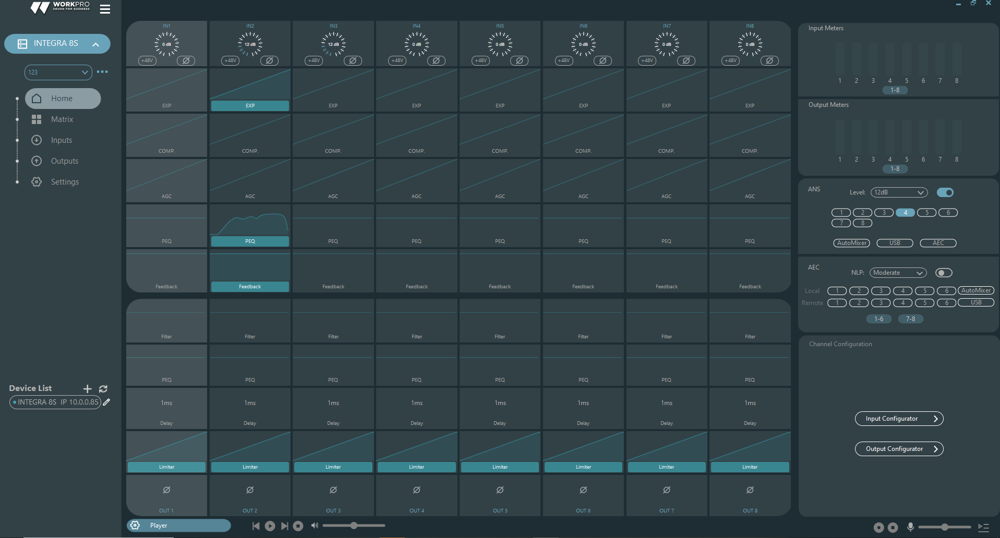 WORKPRO
SOUND FOR BUSINESS
INTEGRA 8S
123
Home
Matrix
Inputs
Outputs
Settings
Device List
INTEGRA 8S IP 10.0.0.85
IN1 IN2 IN3 IN4 IN5 IN6 IN7 IN8
0 dB 12 dB 12 dB 0 dB 0 dB 0 dB 0 dB 0 dB
+48V +48V +48V +48V +48V +48V +48V +48V
EXP EXP EXP EXP EXP EXP EXP EXP
COMP. COMP. COMP. COMP. COMP. COMP. COMP. COMP.
AGC AGC AGC AGC AGC AGC AGC AGC
PEQ PEQ PEQ PEQ PEQ PEQ PEQ PEQ
Feedback Feedback Feedback Feedback Feedback Feedback Feedback Feedback
Filter Filter Filter Filter Filter Filter Filter Filter
PEQ PEQ PEQ PEQ PEQ PEQ PEQ PEQ
1ms 1ms 1ms 1ms 1ms 1ms 1ms 1ms
Delay Delay Delay Delay Delay Delay Delay Delay
Limiter Limiter Limiter Limiter Limiter Limiter Limiter Limiter
OUT 1 OUT 2 OUT 3 OUT 4 OUT 5 OUT 6 OUT 7 OUT 8
Player
Input Meters
1 2 3 4 5 6 7 8
1-8
Output Meters
1 2 3 4 5 6 7 8
1-8
ANS Level: 12dB
1 2 3 4 5 6
7 8
AutoMixer USB AEC
AEC NLP: Moderate
Local 1 2 3 4 5 6 AutoMixer
Remote 1 2 3 4 5 6 USB
1-6 7-8
Channel Configuration
Input Configurator
Output Configurator